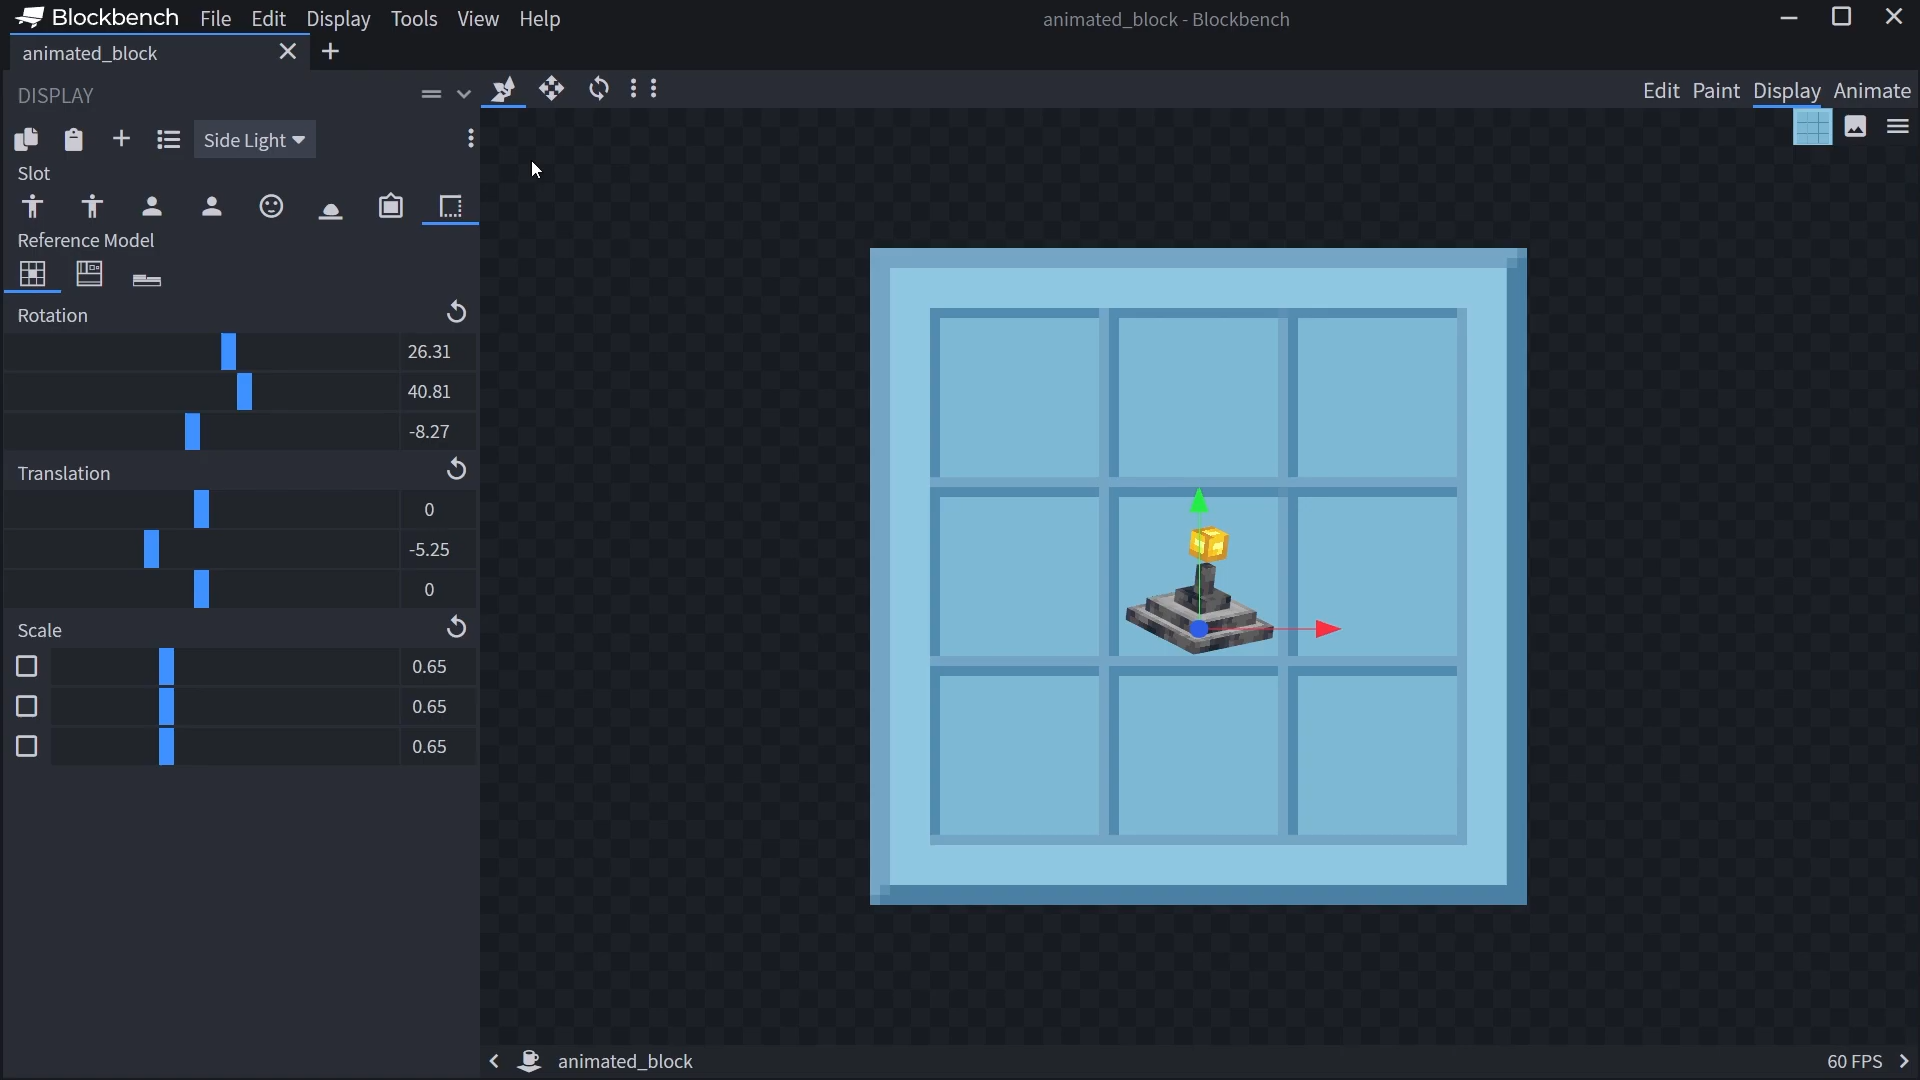 Blockbench File Edit Display Tools View Help animated_block - Blockbench
animated_block
DISPLAY
Edit Paint Display Animate
Side Light
Slot
Reference Model
Rotation
26.31
40.81
-8.27
Translation
0
-5.25
0
Scale
0.65
0.65
0.65
animated_block 60 FPS